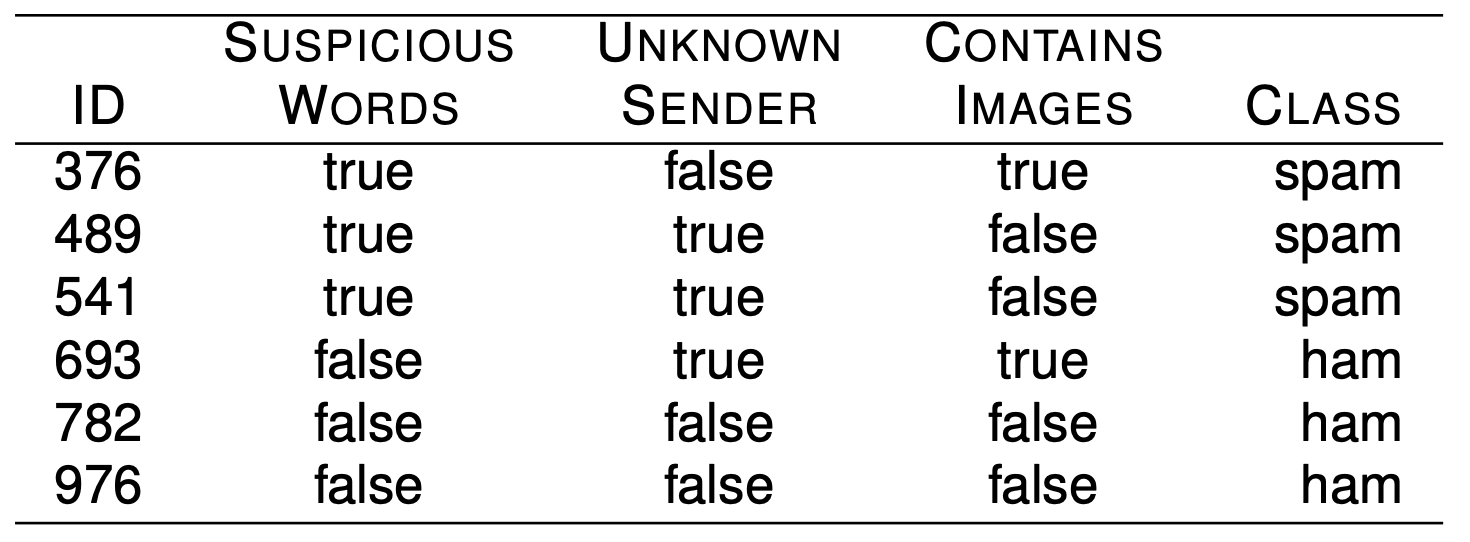 SUSPICIOUS UNKNOWN CONTAINS
ID WORDS SENDER IMAGES CLASS
376 true false true spam
489 true true false spam
541 true true false spam
693 false true true ham
782 false false false ham
976 false false false ham